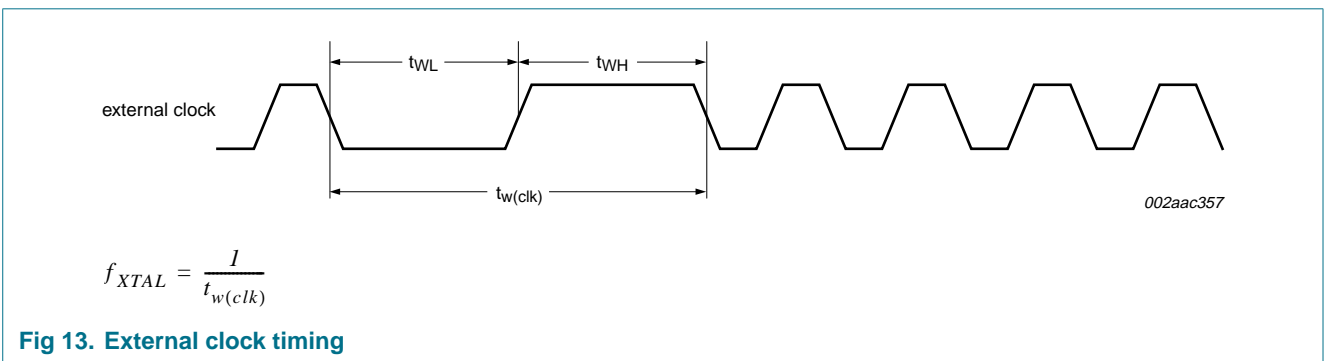 tWL
tWH
external clock
tw(clk)
002aac357
fXTAL = 1 / tw(clk)
Fig 13. External clock timing